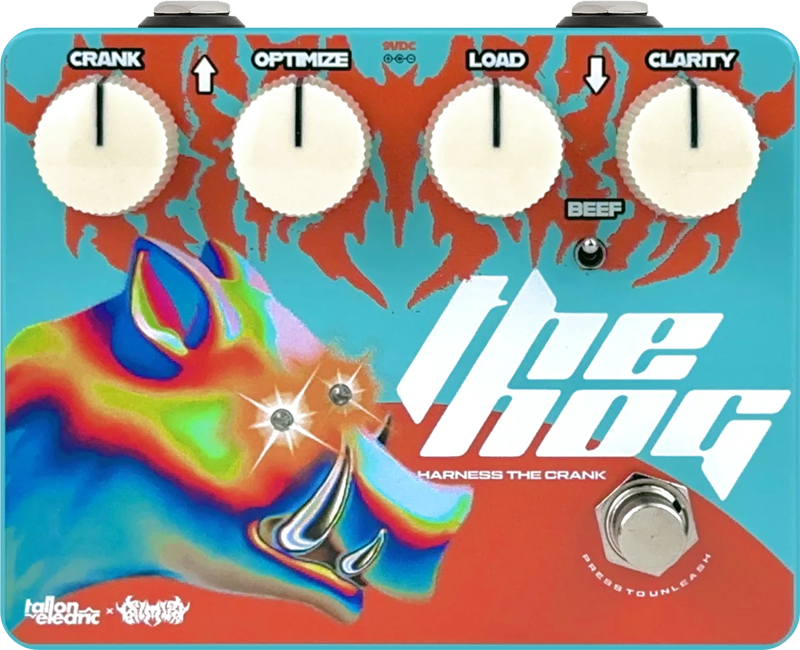 CRANK
OPTIMIZE
9VDC
LOAD
CLARITY
BEEF
the
hog
HARNESS THE CRANK
PRESS TO UNLEASH
tallon
electric
x